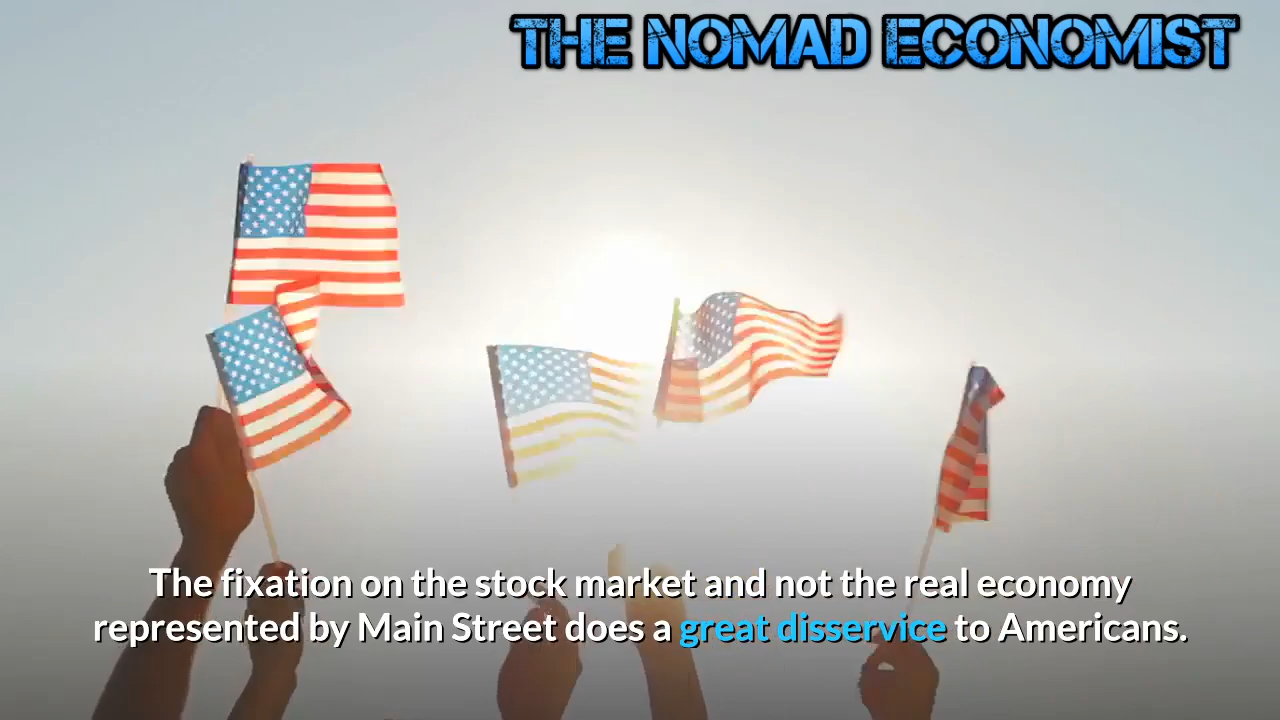 THE NOMAD ECONOMIST
The fixation on the stock market and not the real economy
represented by Main Street does a great disservice to Americans.